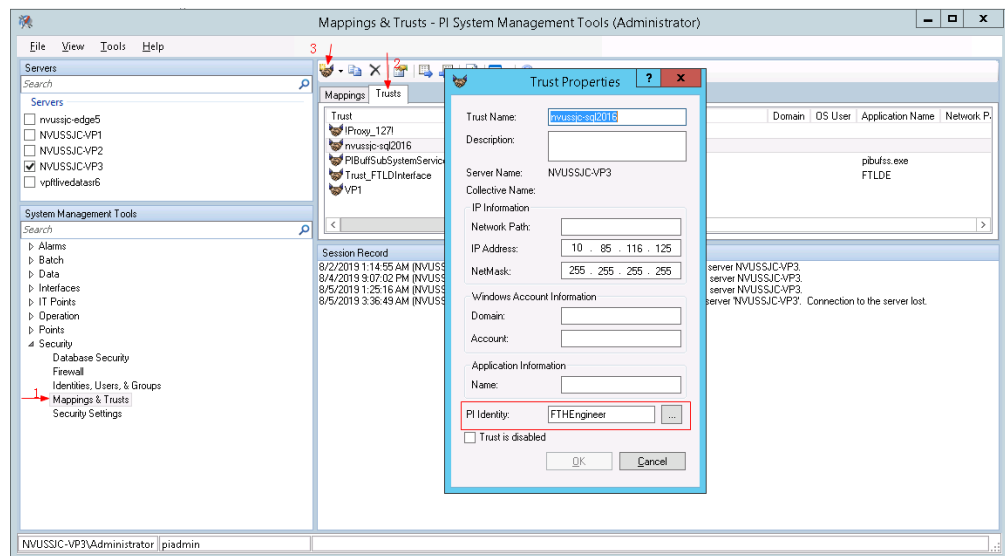 Mappings & Trusts - PI System Management Tools (Administrator)
File View Tools Help
3
2
Servers
Search
Servers
nvussjc-edge5
NVUSSJC-VP1
NVUSSJC-VP2
NVUSSJC-VP3
vpftlivedatasr6
System Management Tools
Search
Alarms
Batch
Data
Interfaces
IT Points
Operation
Points
Security
Database Security
Firewall
Identities, Users, & Groups
1
Mappings & Trusts
Security Settings
Mappings Trusts
Trust Domain OS User Application Name Network P.
!Proxy_127!
nvussjc-sql2016
PIBuffSubSystemService pibufss.exe
Trust_FTLDInterface FTLDE
VP1
Session Record
8/2/2019 1:14:55 AM (NVUSS server NVUSSJC-VP3.
8/4/2019 9:07:02 PM (NVUSS server NVUSSJC-VP3.
8/5/2019 1:25:16 AM (NVUSS server NVUSSJC-VP3.
8/5/2019 3:36:49 AM (NVUSS server 'NVUSSJC-VP3'. Connection to the server lost.
Trust Properties ? x
Trust Name: nvussjc-sql2016
Description:
Server Name: NVUSSJC-VP3
Collective Name:
IP Information
Network Path:
IP Address: 10 . 85 . 116 . 125
NetMask: 255 . 255 . 255 . 255
Windows Account Information
Domain:
Account:
Application Information
Name:
PI Identity: FTHEngineer ...
Trust is disabled
OK Cancel
NVUSSJC-VP3\Administrator piadmin